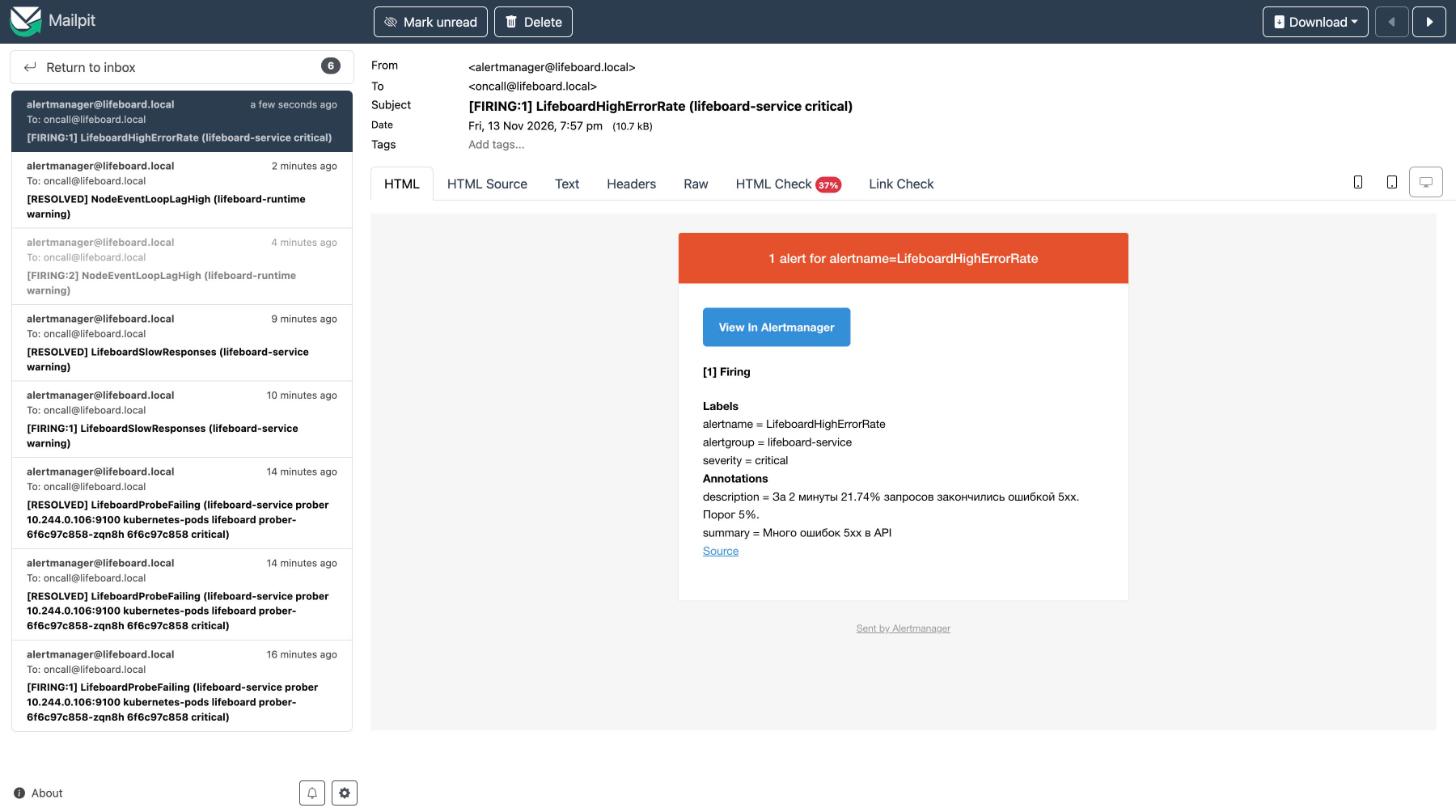 Mailpit
Mark unread
Delete
Download
Return to inbox
6
alertmanager@lifeboard.local a few seconds ago
To: oncall@lifeboard.local
[FIRING:1] LifeboardHighErrorRate (lifeboard-service critical)
alertmanager@lifeboard.local 2 minutes ago
To: oncall@lifeboard.local
[RESOLVED] NodeEventLoopLagHigh (lifeboard-runtime
warning)
alertmanager@lifeboard.local 4 minutes ago
To: oncall@lifeboard.local
[FIRING:2] NodeEventLoopLagHigh (lifeboard-runtime
warning)
alertmanager@lifeboard.local 9 minutes ago
To: oncall@lifeboard.local
[RESOLVED] LifeboardSlowResponses (lifeboard-service
warning)
alertmanager@lifeboard.local 10 minutes ago
To: oncall@lifeboard.local
[FIRING:1] LifeboardSlowResponses (lifeboard-service
warning)
alertmanager@lifeboard.local 14 minutes ago
To: oncall@lifeboard.local
[RESOLVED] LifeboardProbeFailing (lifeboard-service prober
10.244.0.106:9100 kubernetes-pods lifeboard prober-
6f6c97c858-zqn8h 6f6c97c858 critical)
alertmanager@lifeboard.local 14 minutes ago
To: oncall@lifeboard.local
[RESOLVED] LifeboardProbeFailing (lifeboard-service prober
10.244.0.106:9100 kubernetes-pods lifeboard prober-
6f6c97c858-zqn8h 6f6c97c858 critical)
alertmanager@lifeboard.local 16 minutes ago
To: oncall@lifeboard.local
[FIRING:1] LifeboardProbeFailing (lifeboard-service prober
10.244.0.106:9100 kubernetes-pods lifeboard prober-
6f6c97c858-zqn8h 6f6c97c858 critical)
About
From <alertmanager@lifeboard.local>
To <oncall@lifeboard.local>
Subject [FIRING:1] LifeboardHighErrorRate (lifeboard-service critical)
Date Fri, 13 Nov 2026, 7:57 pm (10.7 kB)
Tags Add tags...
HTML HTML Source Text Headers Raw HTML Check 37% Link Check
1 alert for alertname=LifeboardHighErrorRate
View In Alertmanager
[1] Firing
Labels
alertname = LifeboardHighErrorRate
alertgroup = lifeboard-service
severity = critical
Annotations
description = За 2 минуты 21.74% запросов закончились ошибкой 5xx.
Порог 5%.
summary = Много ошибок 5xx в API
Source
Sent by Alertmanager